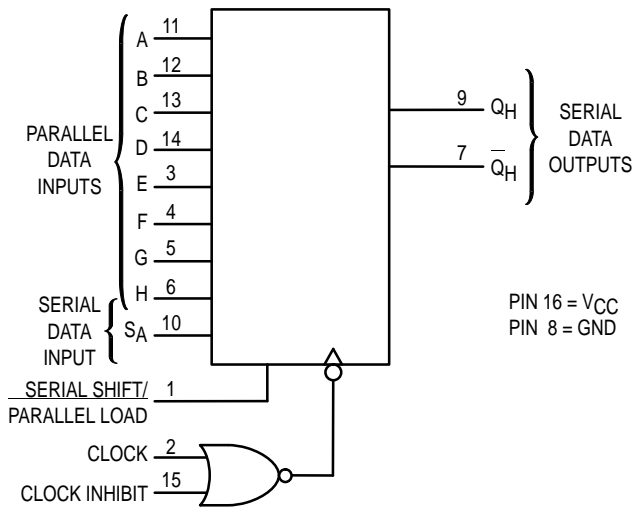 PARALLEL
DATA
INPUTS
A 11
B 12
C 13
D 14
E 3
F 4
G 5
H 6
SERIAL
DATA
INPUT
SA 10
SERIAL SHIFT/
PARALLEL LOAD
1
CLOCK 2
CLOCK INHIBIT 15
9 QH
7 Q̅H
SERIAL
DATA
OUTPUTS
PIN 16 = VCC
PIN 8 = GND